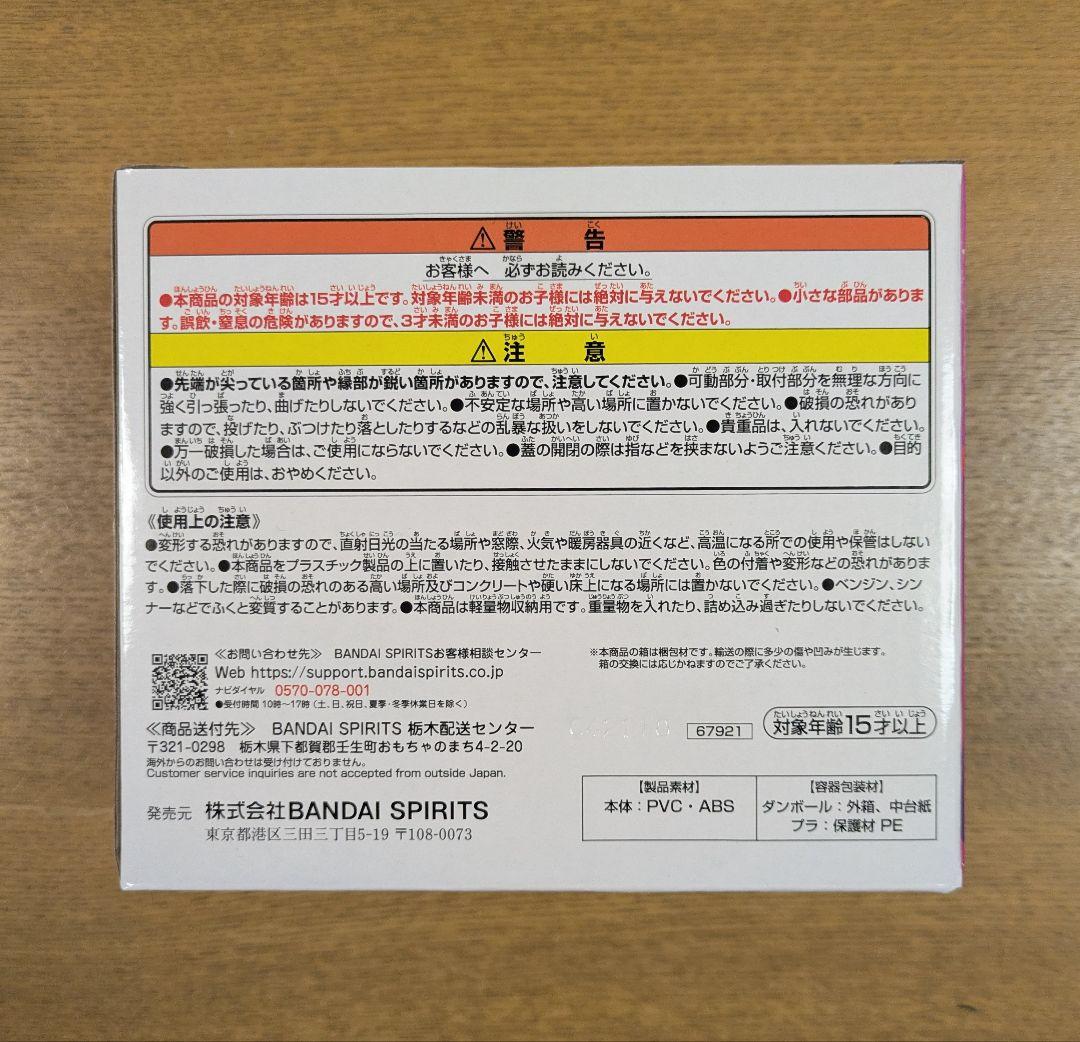 ⚠警告
お客様へ 必ずお読みください。
●本商品の対象年齢は15才以上です。対象年齢未満のお子様には絶対に与えないでください。●小さな部品がありま
す。誤飲・窒息の危険がありますので、3才未満のお子様には絶対に与えないでください。
⚠注意
●先端が尖っている箇所や縁部が鋭い箇所がありますので、注意してください。●可動部分・取付部分を無理な方向に
強く引っ張ったり、曲げたりしないでください。●不安定な場所や高い場所に置かないでください。●破損の恐れがあり
ますので、投げたり、ぶつけたり落としたりするなどの乱暴な扱いをしないでください。●貴重品は、入れないでください。
●万一破損した場合は、ご使用にならないでください。●蓋の開閉の際は指などを挟まないようご注意ください。●目的
以外のご使用は、おやめください。
《使用上の注意》
●変形する恐れがありますので、直射日光の当たる場所や窓際、火気や暖房器具の近くなど、高温になる所での使用や保管はしない
でください。●本商品をプラスチック製品の上に置いたり、接触させたままにしないでください。色の付着や変形などの恐れがありま
す。●落下した際に破損の恐れのある高い場所及びコンクリートや硬い床上になる場所には置かないでください。●ベンジン、シン
ナーなどでふくと変質することがあります。●本商品は軽量物収納用です。重量物を入れたり、詰め込み過ぎたりしないでください。
≪お問い合わせ先≫ BANDAI SPIRITSお客様相談センター
Web https://support.bandaispirits.co.jp
ナビダイヤル 0570-078-001
●受付時間 10時〜17時(土、日、祝日、夏季・冬季休業日を除く)
※本商品の箱は梱包材です。輸送の際に多少の傷や凹みが生じます。
箱の交換には応じかねますのでご了承ください。
≪商品送付先≫ BANDAI SPIRITS 栃木配送センター
〒321-0298 栃木県下都賀郡壬生町おもちゃのまち4-2-20
海外からのお問い合わせは受け付けておりません。
Customer service inquiries are not accepted from outside Japan.
67921
対象年齢15才以上
発売元 株式会社BANDAI SPIRITS
東京都港区三田三丁目5-19 〒108-0073
【製品素材】
本体：PVC・ABS
【容器包装材】
ダンボール：外箱、中台紙
プラ：保護材 PE